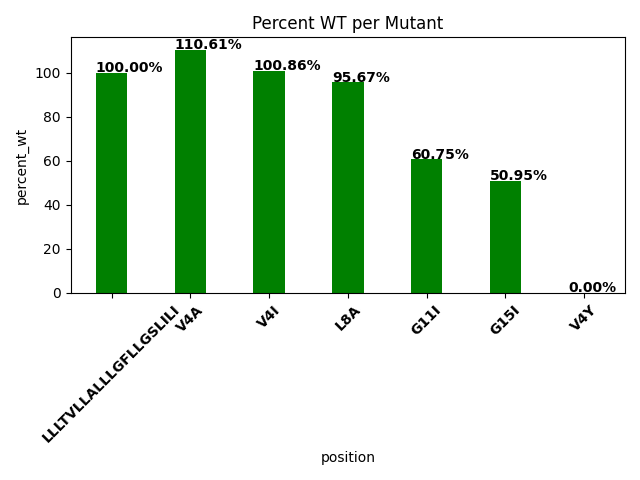 Percent WT per Mutant
percent_wt
100
80
60
40
20
0
100.00%
110.61%
100.86%
95.67%
60.75%
50.95%
0.00%
LLLTVLLALLLGFLLGSLILI
V4A
V4I
L8A
G11I
G15I
V4Y
position